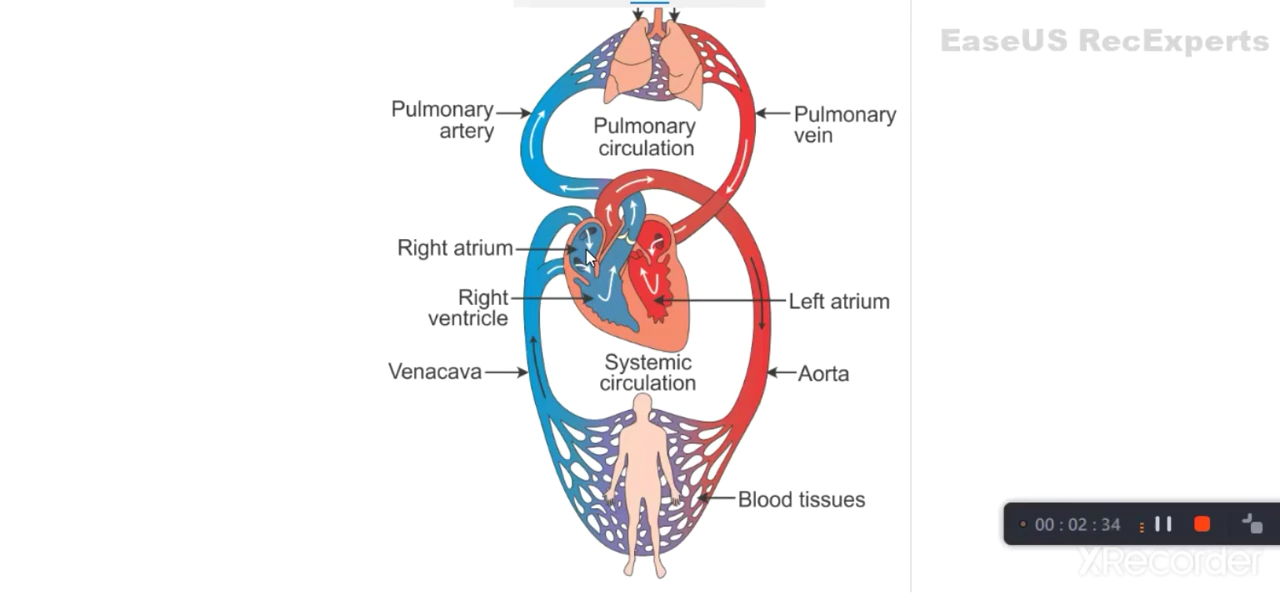 EaseUS RecExperts
Pulmonary
artery
Pulmonary
vein
Pulmonary
circulation
Right atrium
Right
ventricle
Left atrium
Venacava
Systemic
circulation
Aorta
Blood tissues
00:02:34
XRecorder